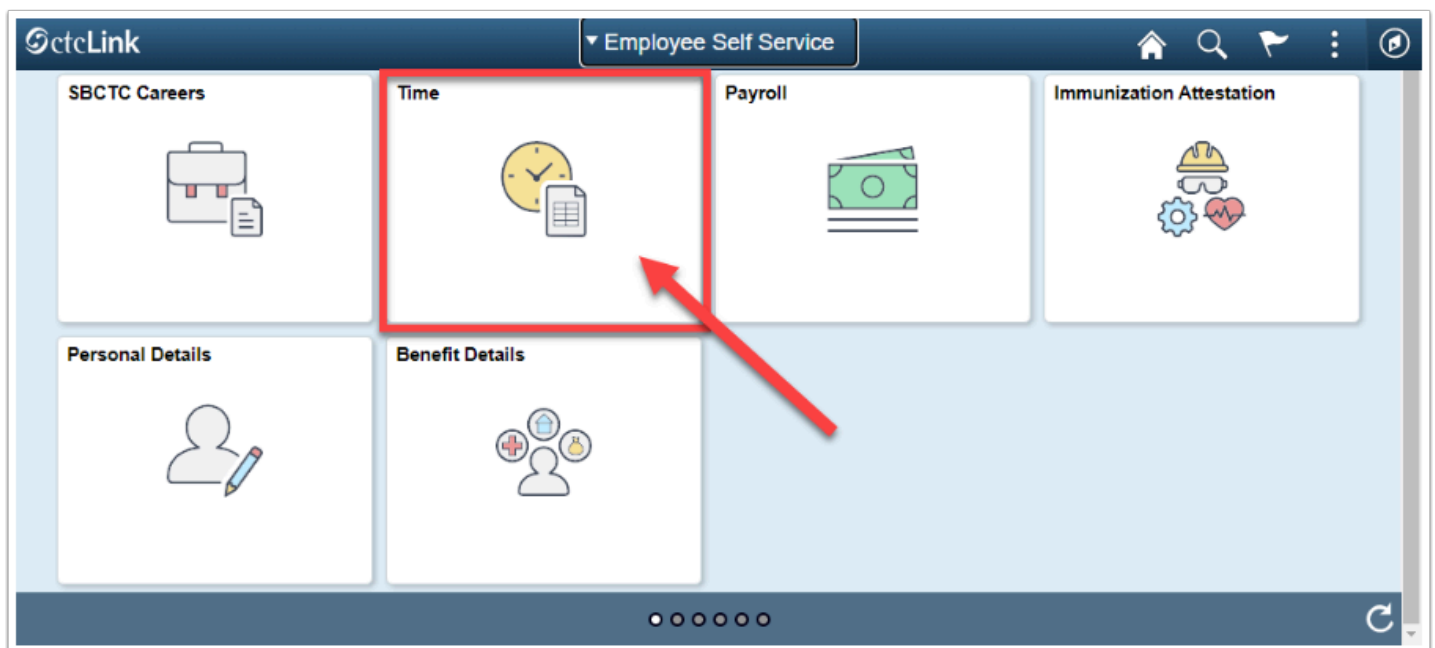 ctcLink
Employee Self Service
SBCTC Careers
Time
Payroll
Immunization Attestation
Personal Details
Benefit Details